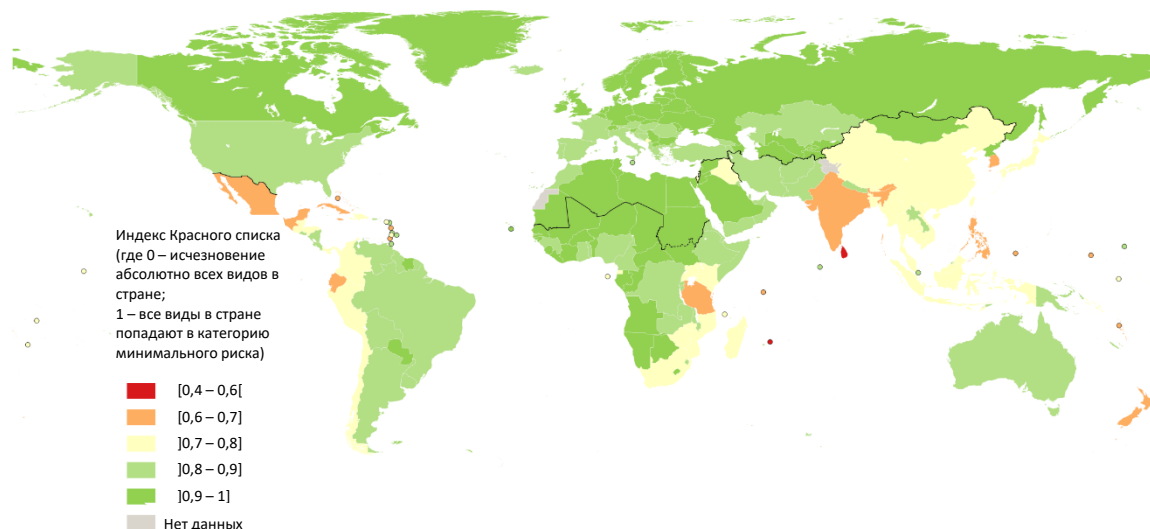 Индекс Красного списка
(где 0 – исчезновение
абсолютно всех видов в
стране;
1 – все виды в стране
попадают в категорию
минимального риска)
]0,4 – 0,6[
[0,6 – 0,7]
]0,7 – 0,8]
]0,8 – 0,9]
]0,9 – 1]
Нет данных